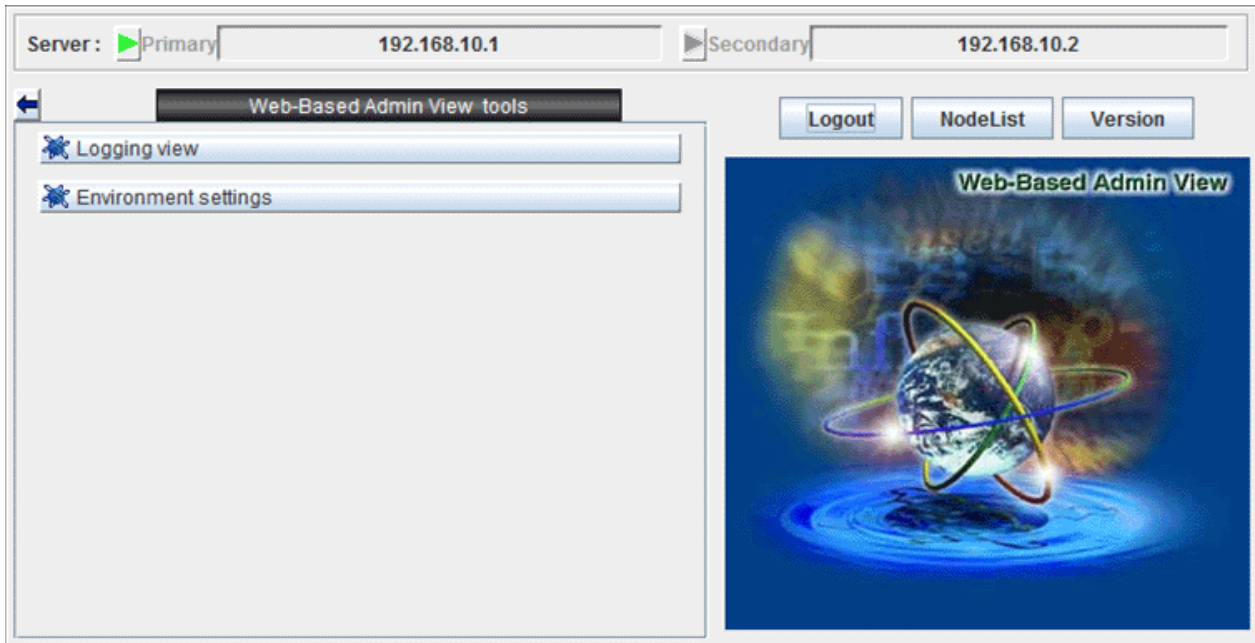 Server : Primary 192.168.10.1 Secondary 192.168.10.2
Web-Based Admin View tools
Logout NodeList Version
Logging view
Environment settings
Web-Based Admin View